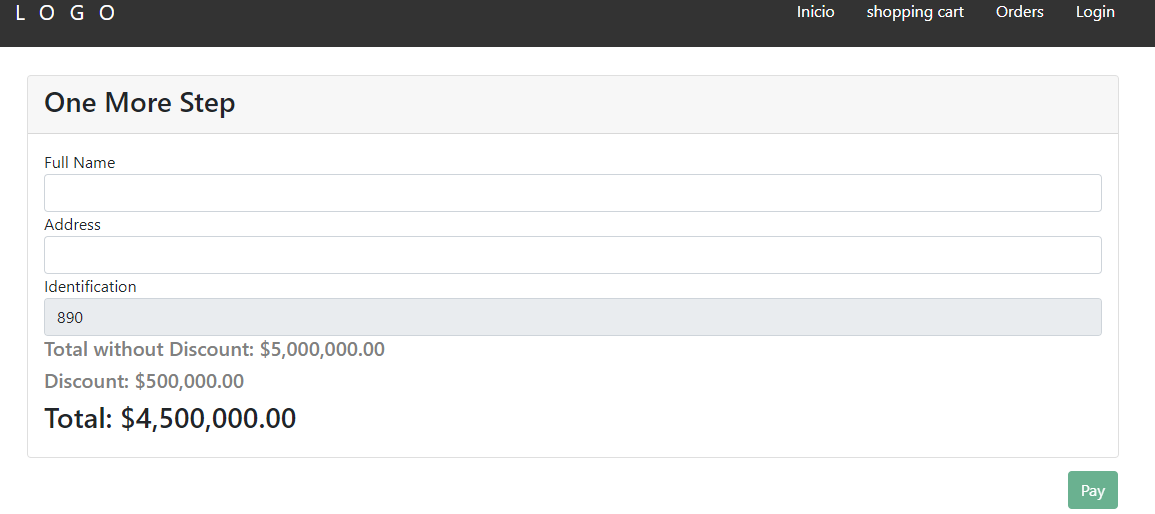 L O G O Inicio shopping cart Orders Login
One More Step
Full Name
Address
Identification
890
Total without Discount: $5,000,000.00
Discount: $500,000.00
Total: $4,500,000.00
Pay